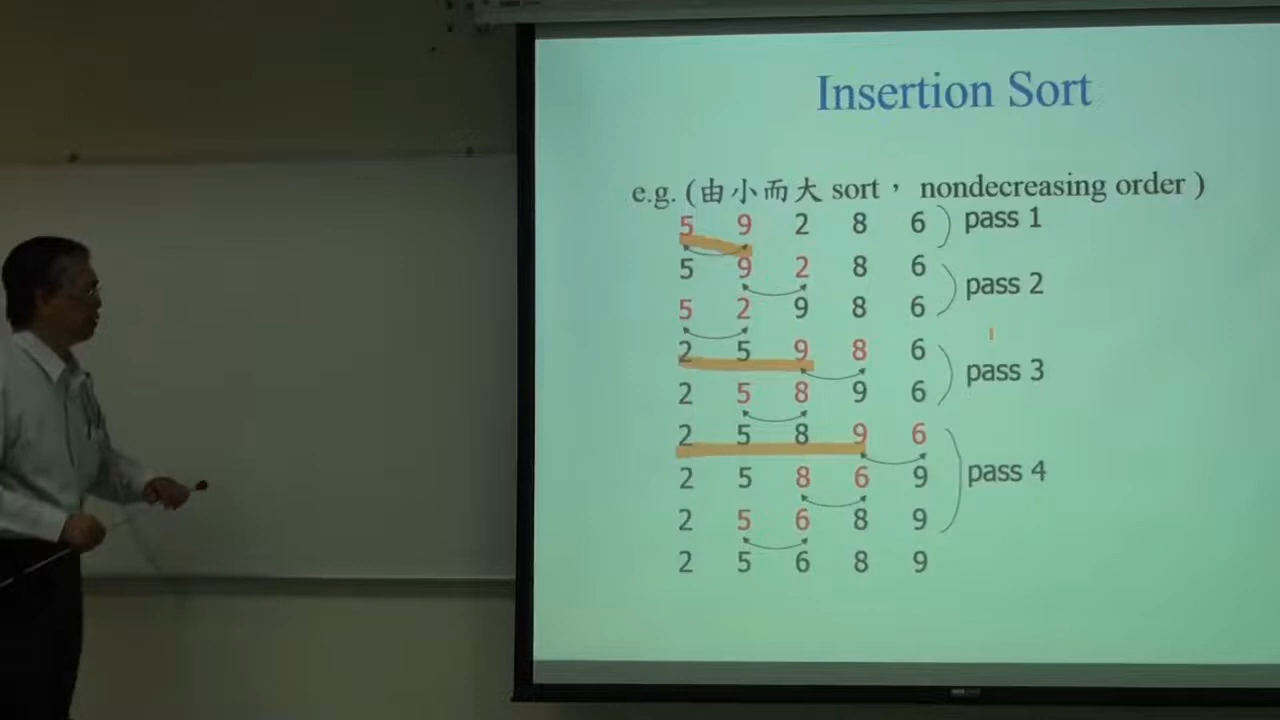 Insertion Sort
e.g. (由小而大 sort， nondecreasing order )
5 9 2 8 6 pass 1
5 9 2 8 6
pass 2
5 2 9 8 6
2 5 9 8 6
pass 3
2 5 8 9 6
2 5 8 9 6
pass 4
2 5 8 6 9
2 5 6 8 9
2 5 6 8 9